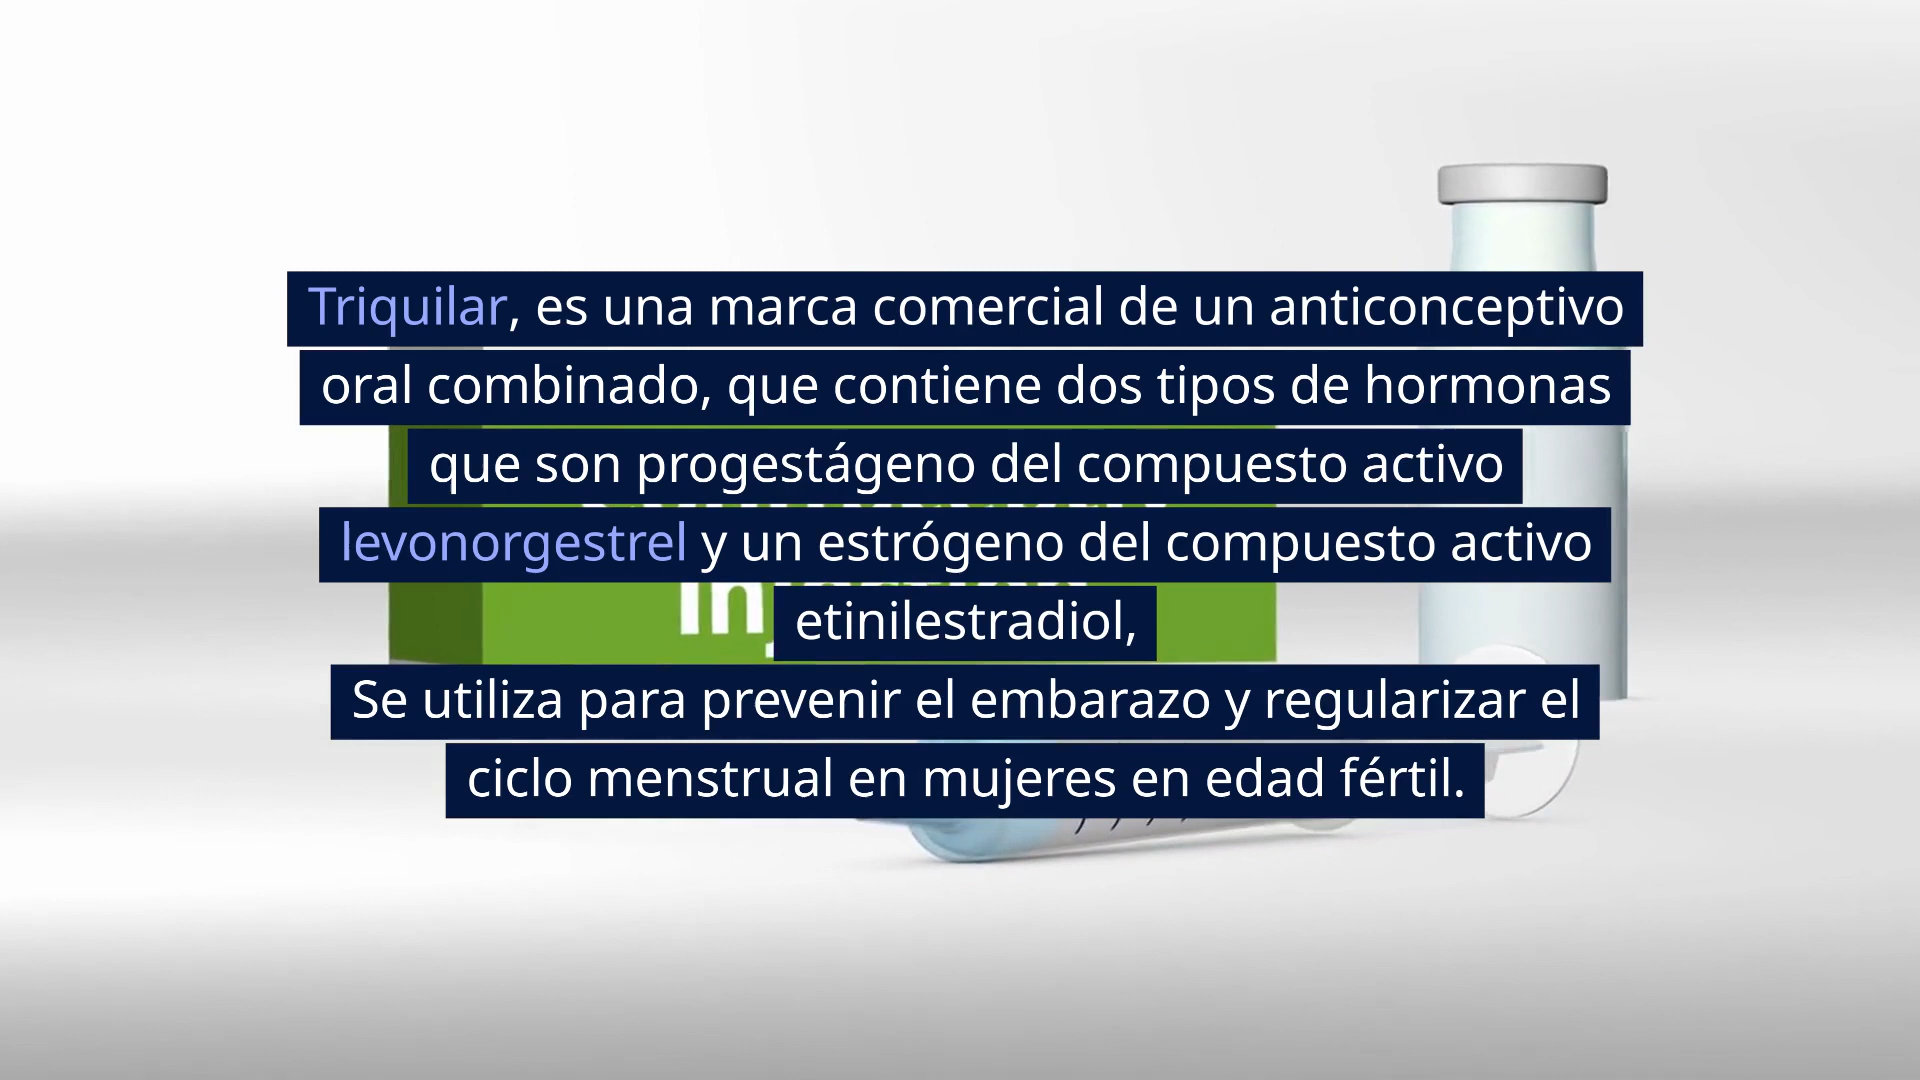 Triquilar, es una marca comercial de un anticonceptivo
oral combinado, que contiene dos tipos de hormonas
que son progestágeno del compuesto activo
levonorgestrel y un estrógeno del compuesto activo
etinilestradiol,
Se utiliza para prevenir el embarazo y regularizar el
ciclo menstrual en mujeres en edad fértil.